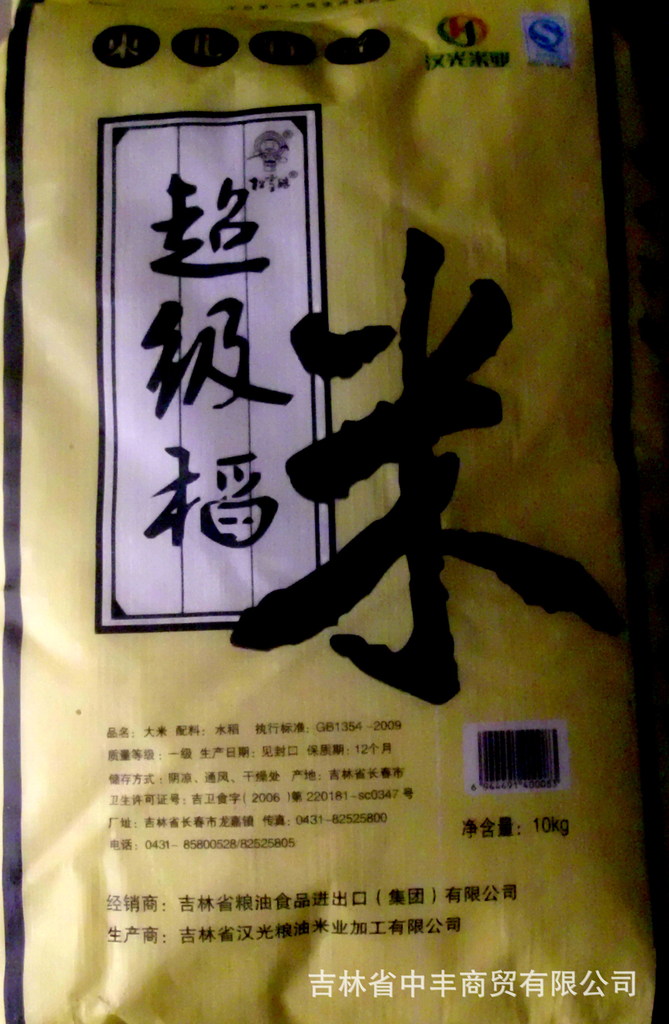 汉光米业
超级稻
米
品名：大米 配料：水稻 执行标准：GB1354-2009
质量等级：一级 生产日期：见封口 保质期：12个月
储存方式：阴凉、通风、干燥处 产地：吉林省长春市
卫生许可证号：吉卫食字（2006）第220181-sc0347号
厂址：吉林省长春市龙嘉镇 传真：0431-82525800
电话：0431-85800528/82525805
净含量：10kg
经销商：吉林省粮油食品进出口（集团）有限公司
生产商：吉林省汉光粮油米业加工有限公司
吉林省中丰商贸有限公司